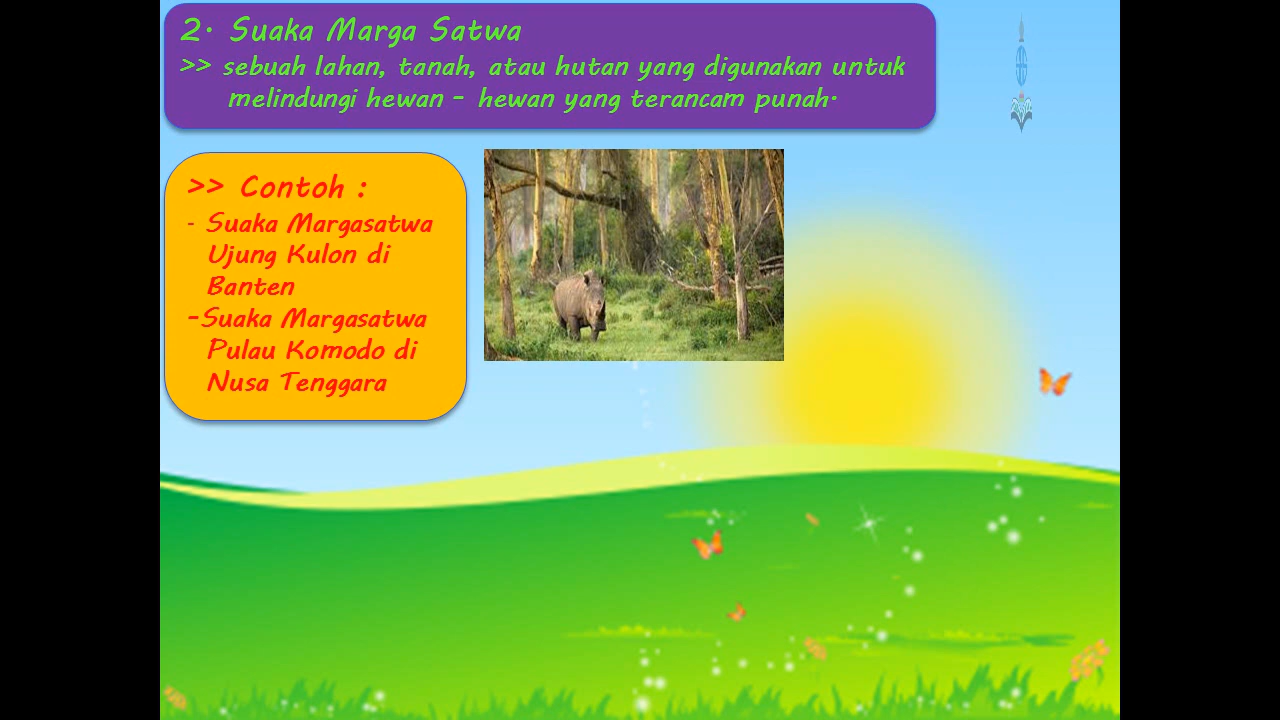 2. Suaka Marga Satwa
>> sebuah lahan, tanah, atau hutan yang digunakan untuk
melindungi hewan - hewan yang terancam punah.
>> Contoh :
- Suaka Margasatwa
Ujung Kulon di
Banten
-Suaka Margasatwa
Pulau Komodo di
Nusa Tenggara